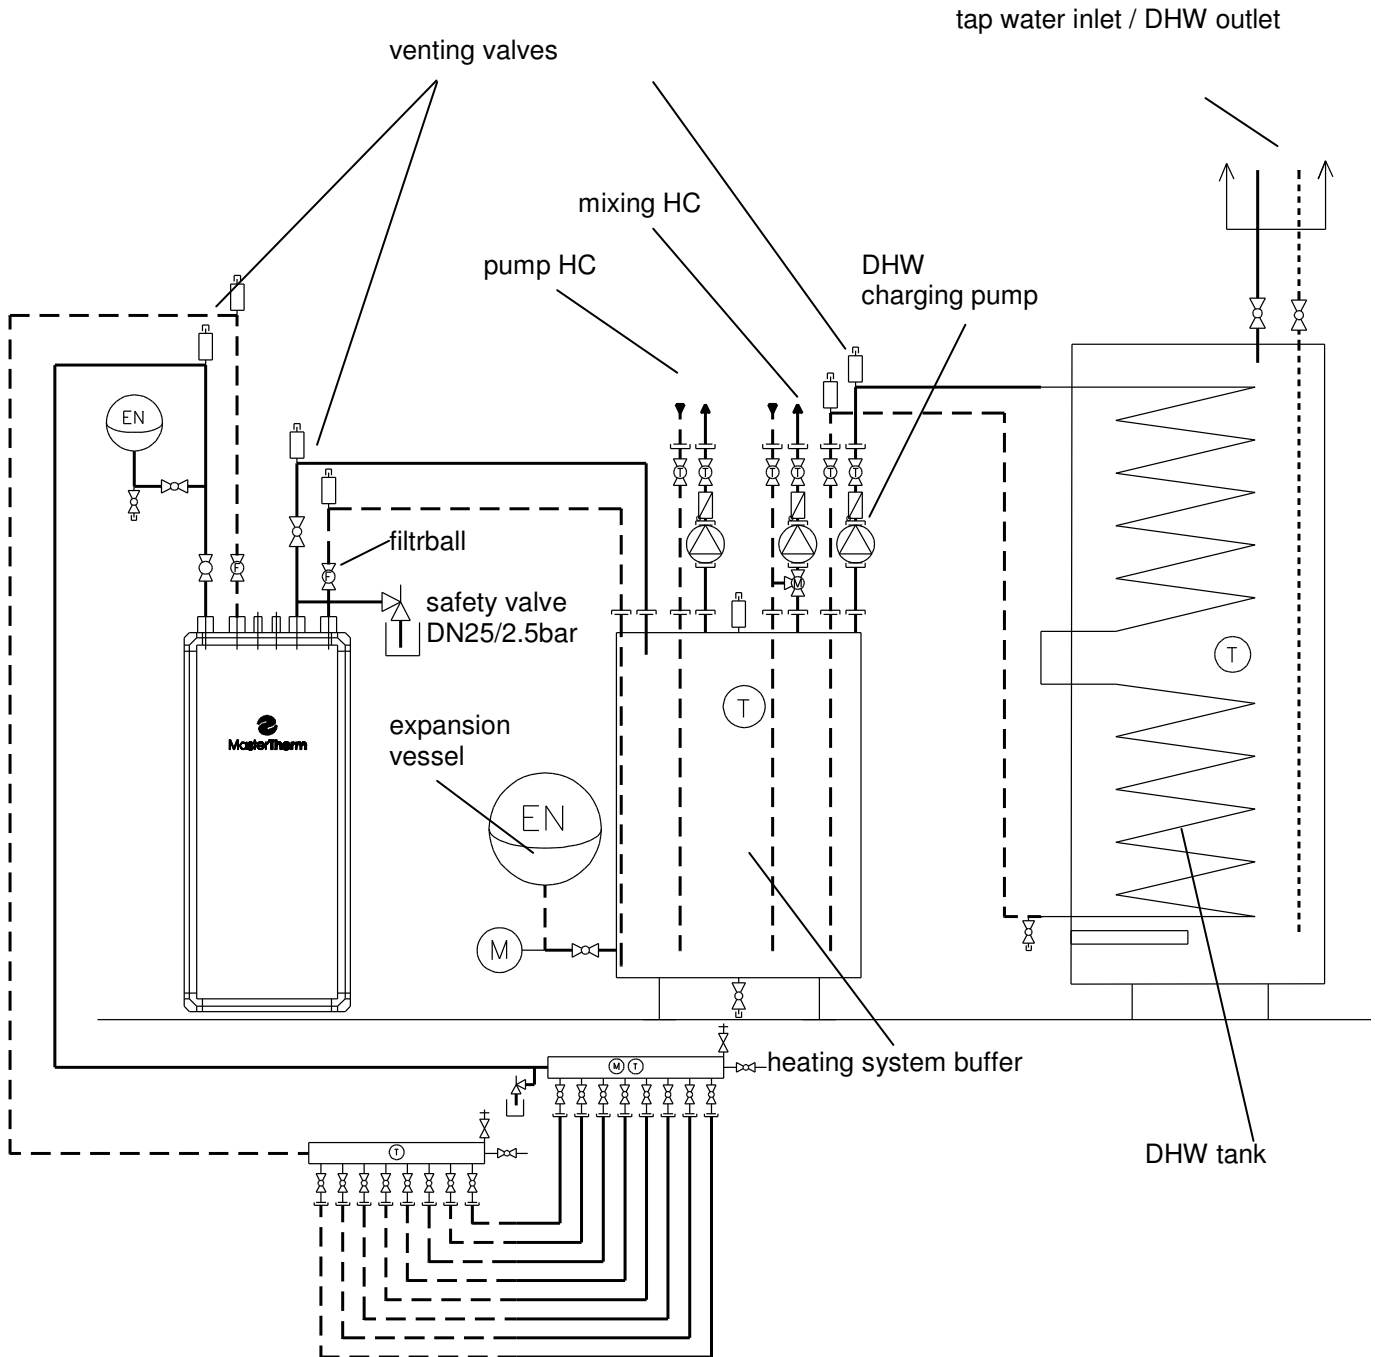 tap water inlet / DHW outlet
venting valves
mixing HC
pump HC
DHW
charging pump
EN
T
T
T
T
T
T
filtrball
F
F
M
safety valve
DN25/2.5bar
T
T
MasterTherm
expansion
vessel
EN
M
heating system buffer
M T
T
DHW tank